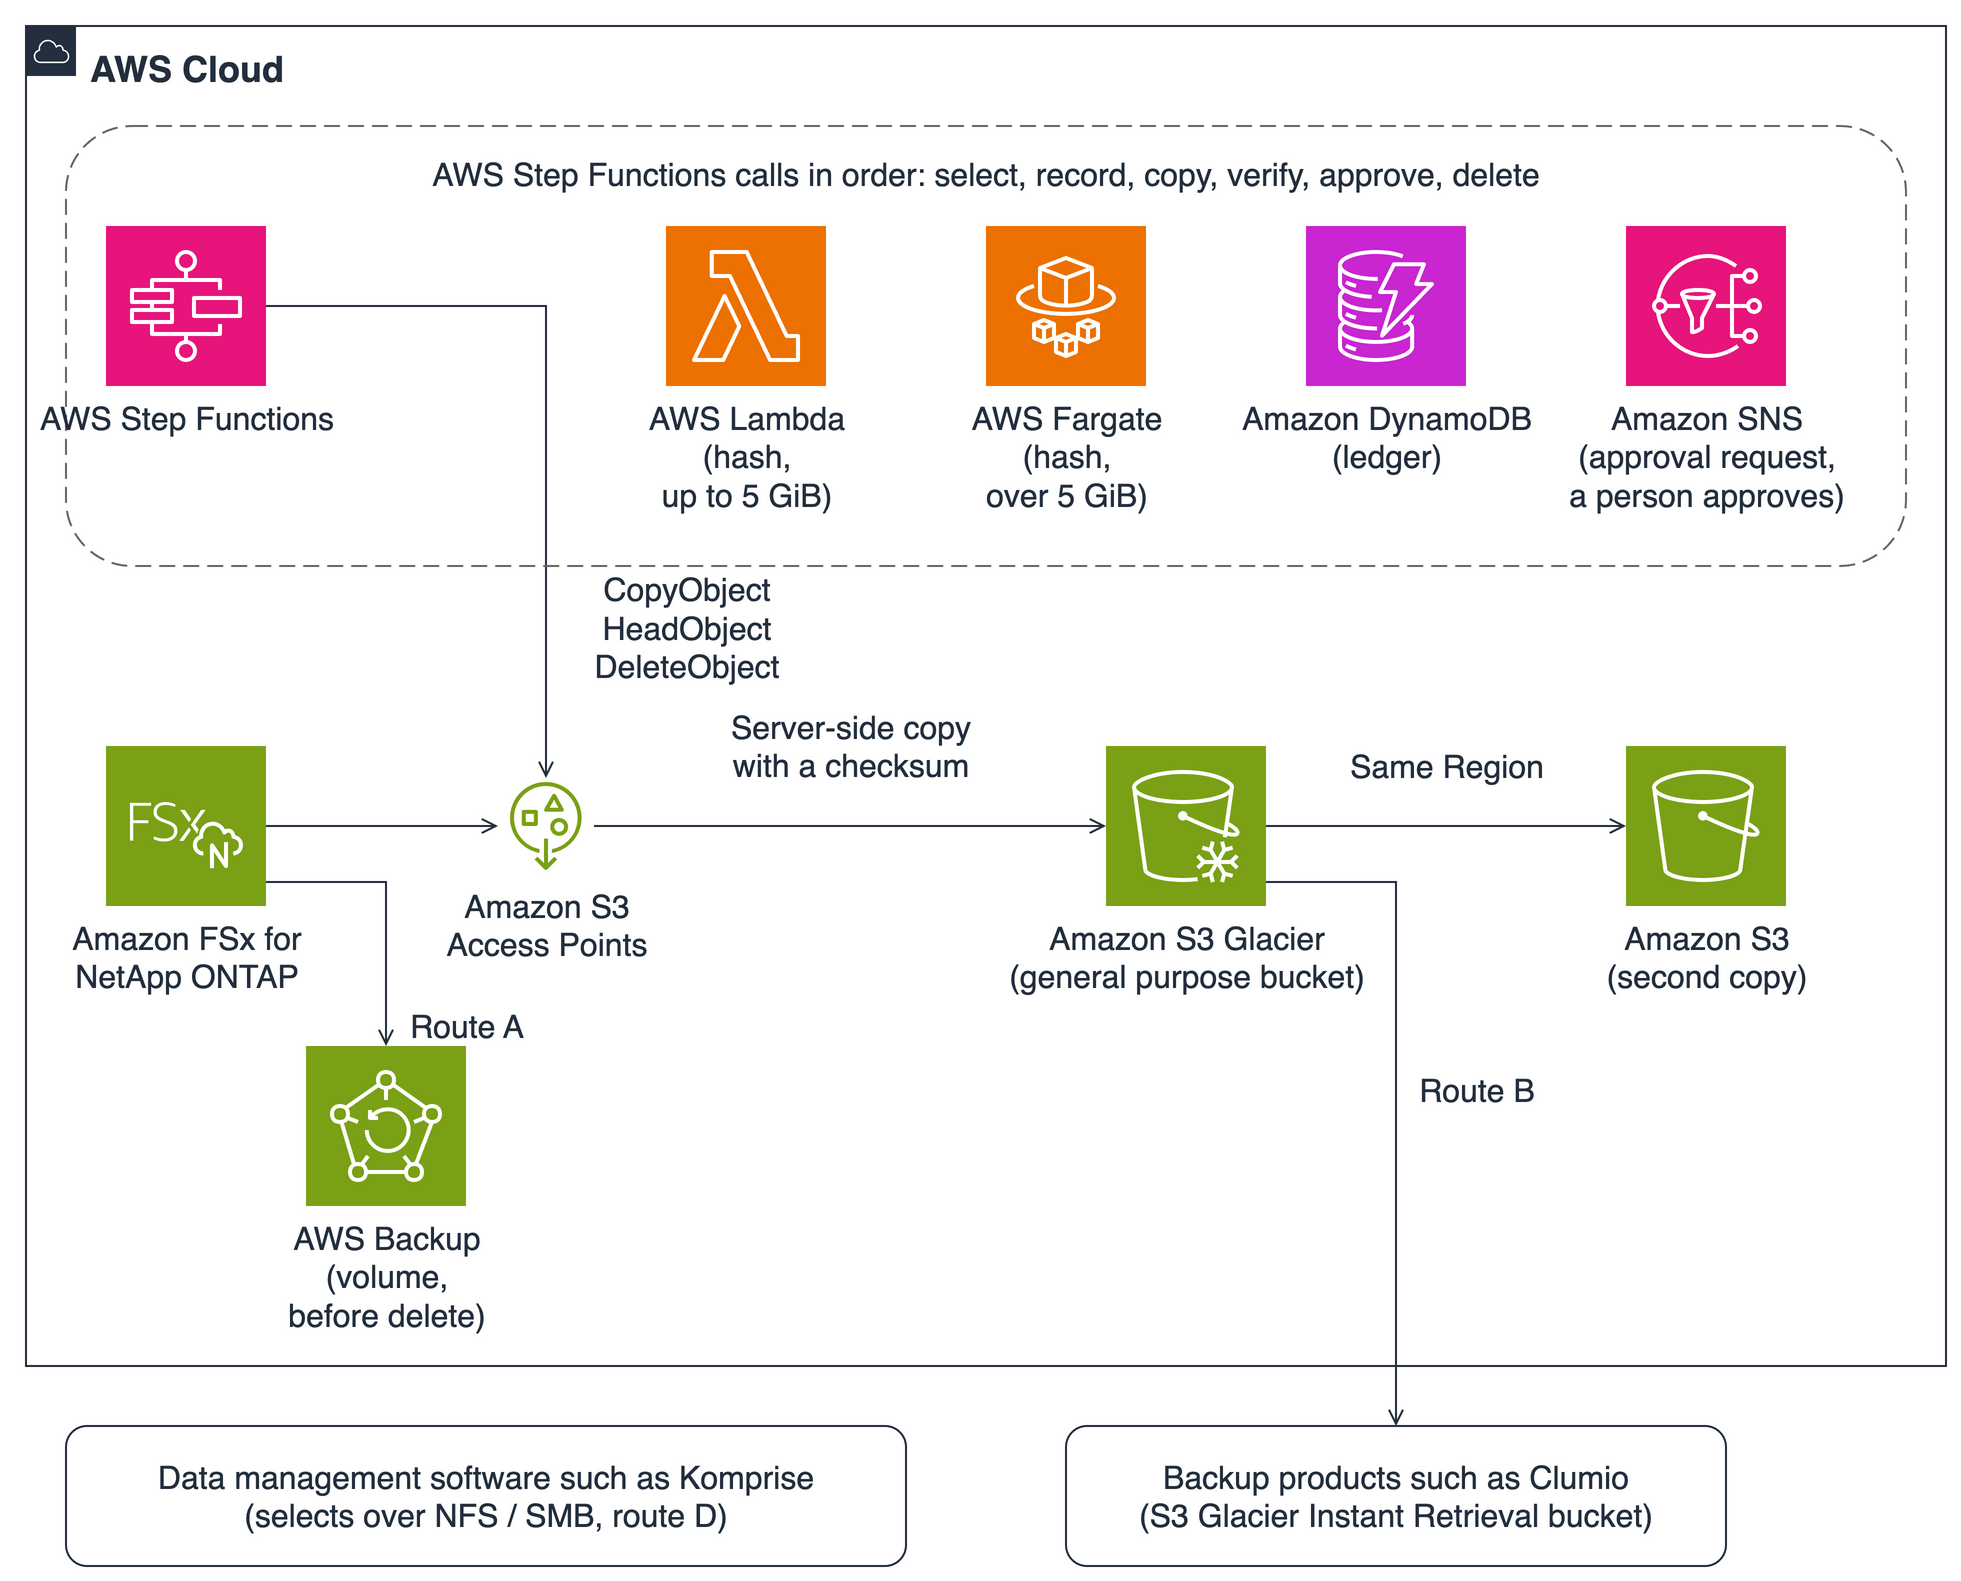 AWS Cloud
AWS Step Functions calls in order: select, record, copy, verify, approve, delete
AWS Step Functions
AWS Lambda
(hash,
up to 5 GiB)
AWS Fargate
(hash,
over 5 GiB)
Amazon DynamoDB
(ledger)
Amazon SNS
(approval request,
a person approves)
CopyObject
HeadObject
DeleteObject
Server-side copy
with a checksum
Same Region
FSx
N
Amazon FSx for
NetApp ONTAP
Amazon S3
Access Points
Amazon S3 Glacier
(general purpose bucket)
Amazon S3
(second copy)
Route A
Route B
AWS Backup
(volume,
before delete)
Data management software such as Komprise
(selects over NFS / SMB, route D)
Backup products such as Clumio
(S3 Glacier Instant Retrieval bucket)